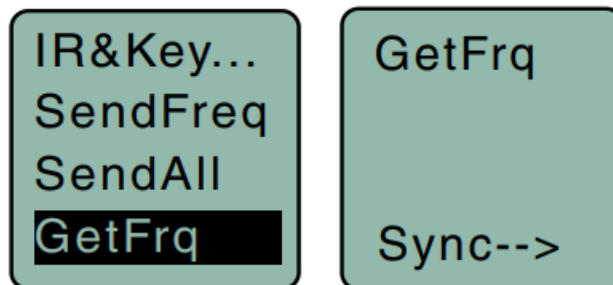 IR&Key...
SendFreq
SendAll
GetFrq
GetFrq
Sync-->